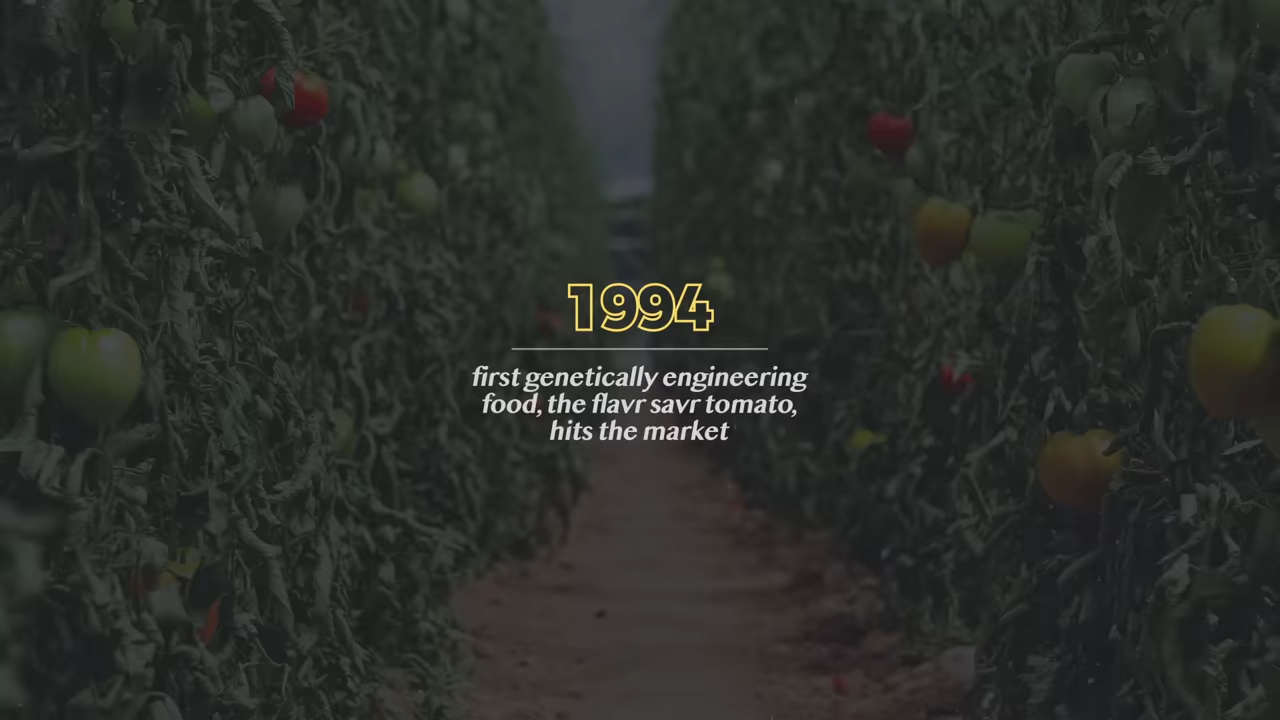 1994
first genetically engineering
food, the flavr savr tomato,
hits the market